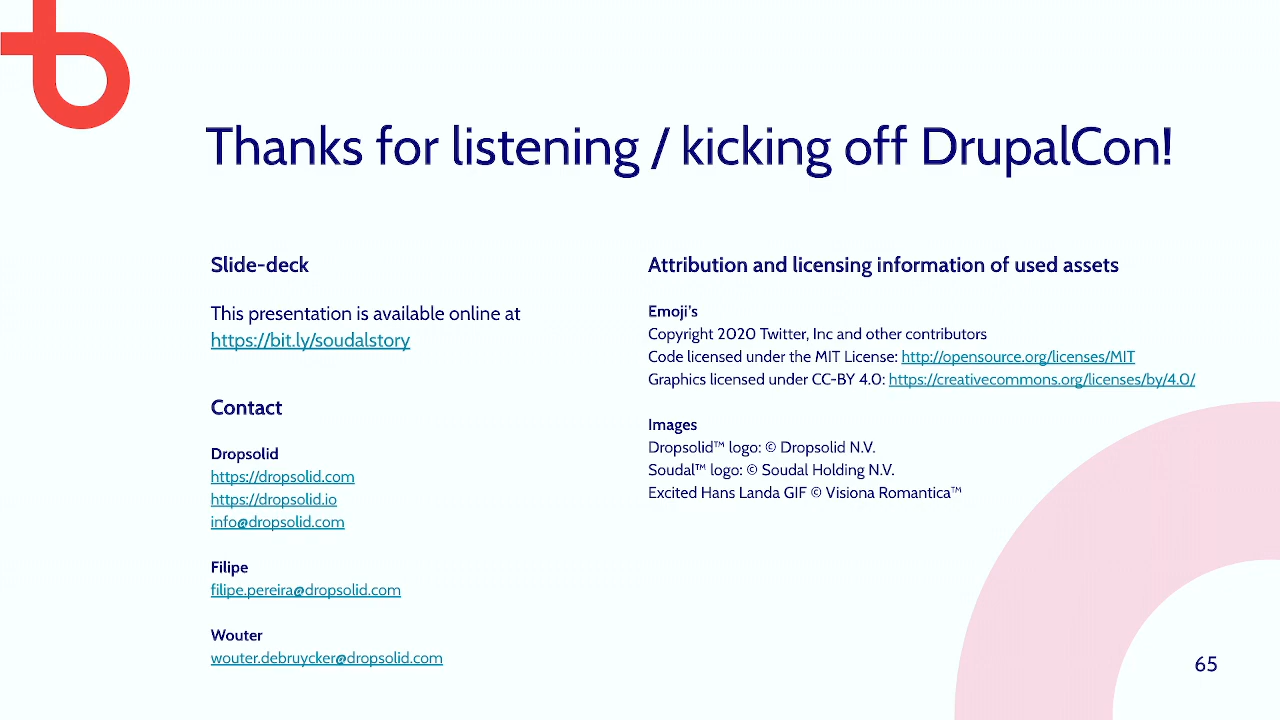 Thanks for listening / kicking off DrupalCon!
Slide-deck
This presentation is available online at
https://bit.ly/soudalstory
Contact
Dropsolid
https://dropsolid.com
https://dropsolid.io
info@dropsolid.com
Filipe
filipe.pereira@dropsolid.com
Wouter
wouter.debruycker@dropsolid.com
Attribution and licensing information of used assets
Emoji's
Copyright 2020 Twitter, Inc and other contributors
Code licensed under the MIT License: http://opensource.org/licenses/MIT
Graphics licensed under CC-BY 4.0: https://creativecommons.org/licenses/by/4.0/
Images
Dropsolid™ logo: © Dropsolid N.V.
Soudal™ logo: © Soudal Holding N.V.
Excited Hans Landa GIF © Visiona Romantica™
65